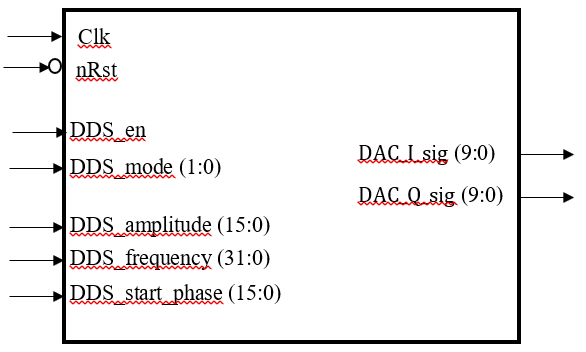 Clk
nRst
DDS_en
DDS_mode (1:0)
DAC_I_sig (9:0)
DAC_Q_sig (9:0)
DDS_amplitude (15:0)
DDS_frequency (31:0)
DDS_start_phase (15:0)